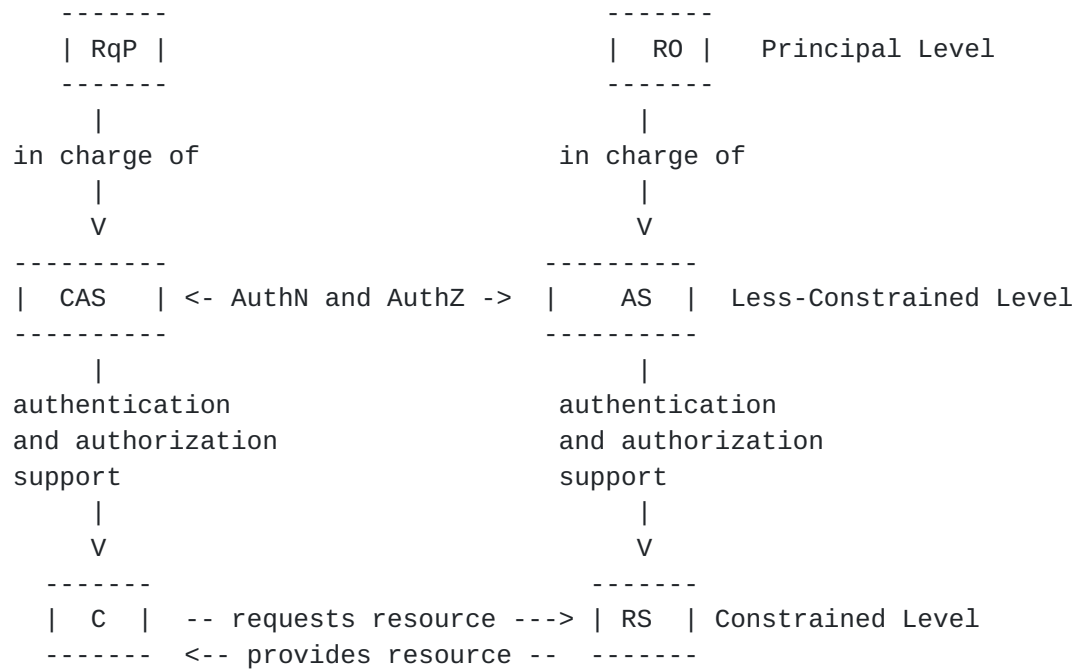 -------                             -------
| RqP |                             |  RO |   Principal Level
-------                             -------
|                                   |
in charge of                       in charge of
|                                   |
V                                   V
----------                        ----------
|  CAS   | <- AuthN and AuthZ ->  |    AS  |  Less-Constrained Level
----------                        ----------
|                                   |
authentication                     authentication
and authorization                  and authorization
support                            support
|                                   |
V                                   V
-------                             -------
|  C  |  -- requests resource ---> | RS  | Constrained Level
-------  <-- provides resource --  -------